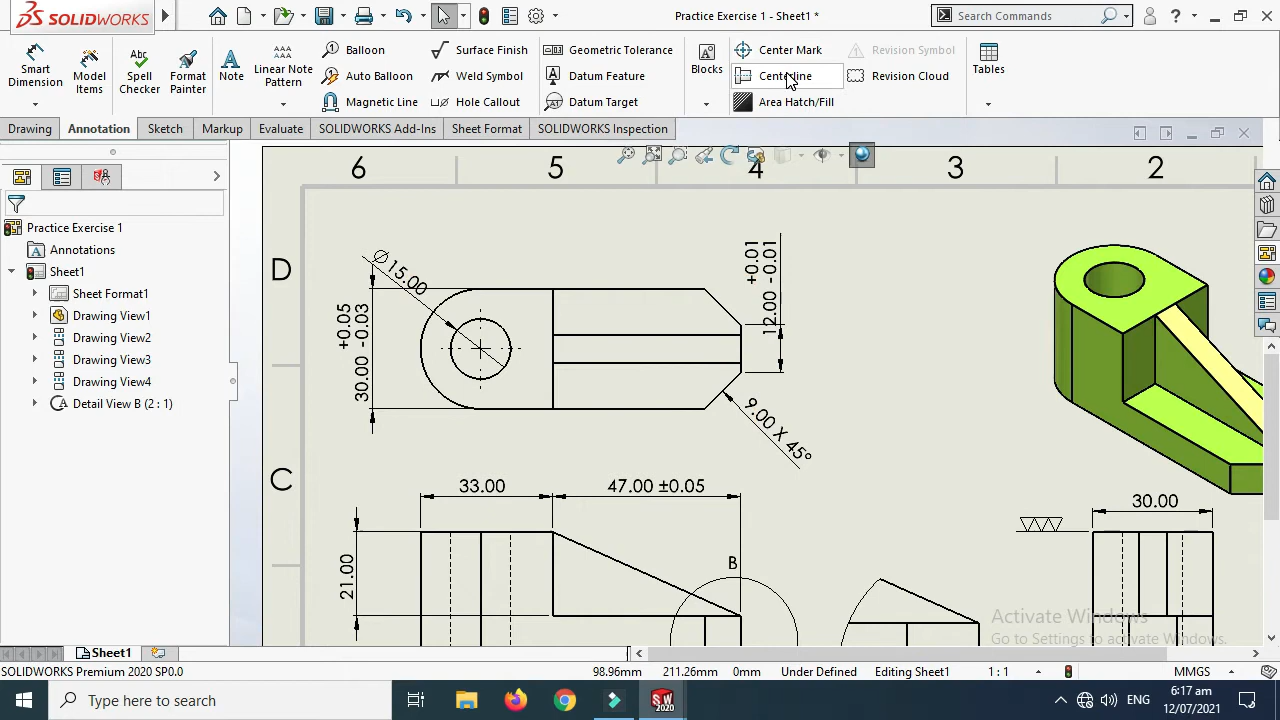 SOLIDWORKS
Practice Exercise 1 - Sheet1 *
Search Commands
Smart Dimension
Model Items
Spell Checker
Format Painter
Note
Linear Note Pattern
Balloon
Auto Balloon
Magnetic Line
Surface Finish
Weld Symbol
Hole Callout
Geometric Tolerance
Datum Feature
Datum Target
Blocks
Center Mark
Centerline
Area Hatch/Fill
Revision Symbol
Revision Cloud
Tables
Drawing
Annotation
Sketch
Markup
Evaluate
SOLIDWORKS Add-Ins
Sheet Format
SOLIDWORKS Inspection
Practice Exercise 1
Annotations
Sheet1
Sheet Format1
Drawing View1
Drawing View2
Drawing View3
Drawing View4
Detail View B (2 : 1)
6
5
4
3
2
D
C
∅15.00
+0.05
30.00 -0.03
+0.01
12.00 -0.01
9.00 X 45°
33.00
47.00 ±0.05
21.00
B
30.00
Activate Windows
Go to Settings to activate Windows.
Sheet1
SOLIDWORKS Premium 2020 SP0.0
98.96mm
211.26mm
0mm
Under Defined
Editing Sheet1
1 : 1
MMGS
Type here to search
SW
2020
ENG
6:17 am
12/07/2021